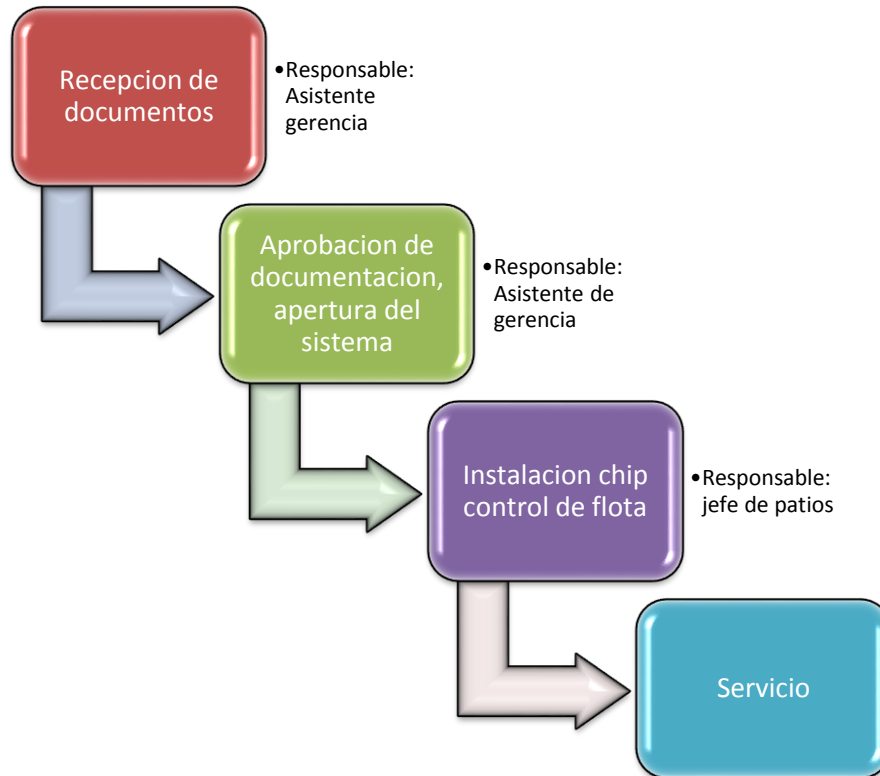 Recepcion de
documentos
•Responsable:
Asistente
gerencia
Aprobacion de
documentacion,
apertura del
sistema
•Responsable:
Asistente de
gerencia
Instalacion chip
control de flota
•Responsable:
jefe de patios
Servicio